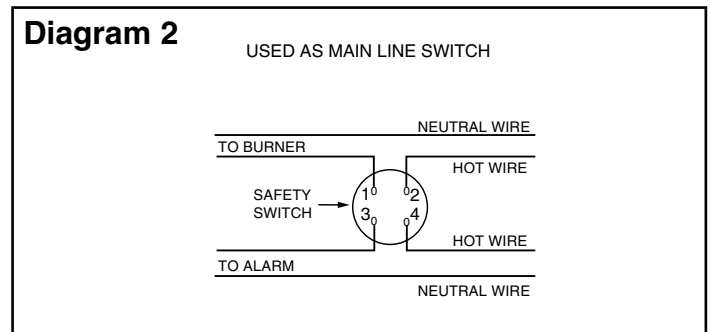 Diagram 2
USED AS MAIN LINE SWITCH
NEUTRAL WIRE
TO BURNER
HOT WIRE
SAFETY
SWITCH
1 2
3 4
HOT WIRE
TO ALARM
NEUTRAL WIRE